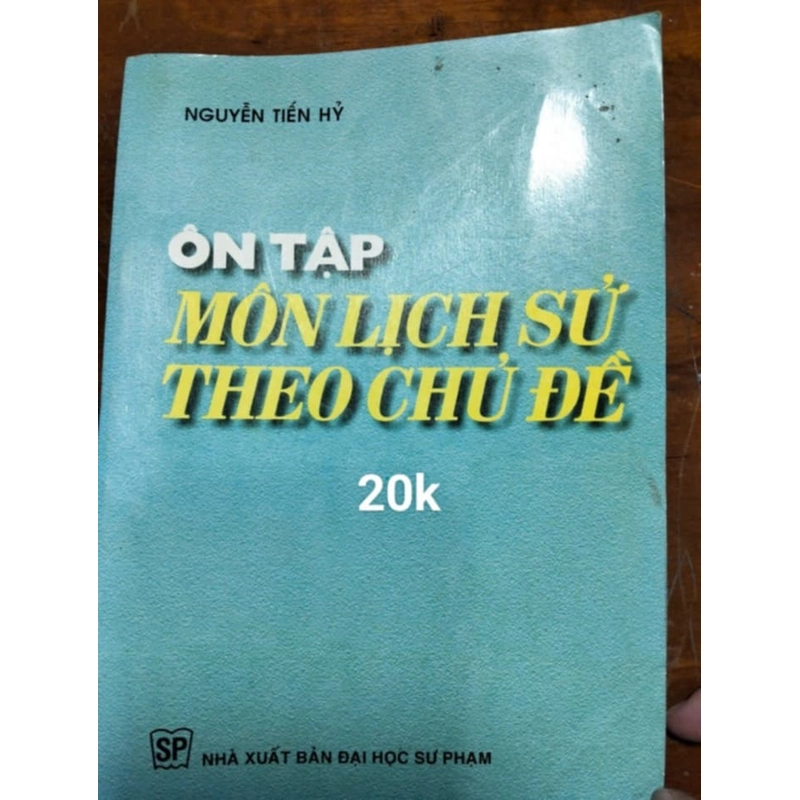 NGUYỄN TIẾN HỶ
ÔN TẬP
MÔN LỊCH SỬ
THEO CHỦ ĐỀ
20k
SP
NHÀ XUẤT BẢN ĐẠI HỌC SƯ PHẠM